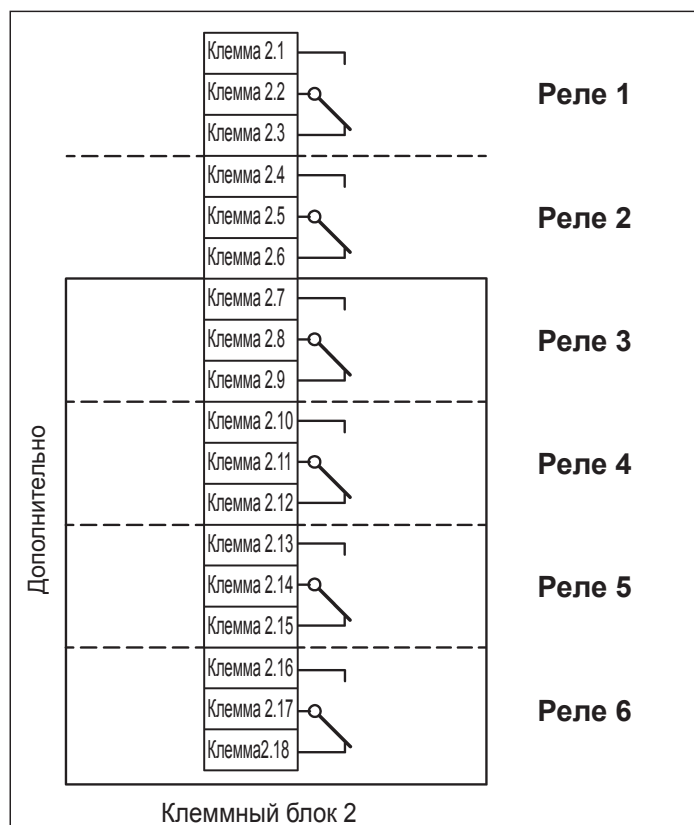 Клемма 2.1
Клемма 2.2
Реле 1
Клемма 2.3
Клемма 2.4
Клемма 2.5
Реле 2
Клемма 2.6
Клемма 2.7
Клемма 2.8
Реле 3
Клемма 2.9
Клемма 2.10
Клемма 2.11
Реле 4
Клемма 2.12
Дополнительно
Клемма 2.13
Клемма 2.14
Реле 5
Клемма 2.15
Клемма 2.16
Клемма 2.17
Реле 6
Клемма2.18
Клеммный блок 2